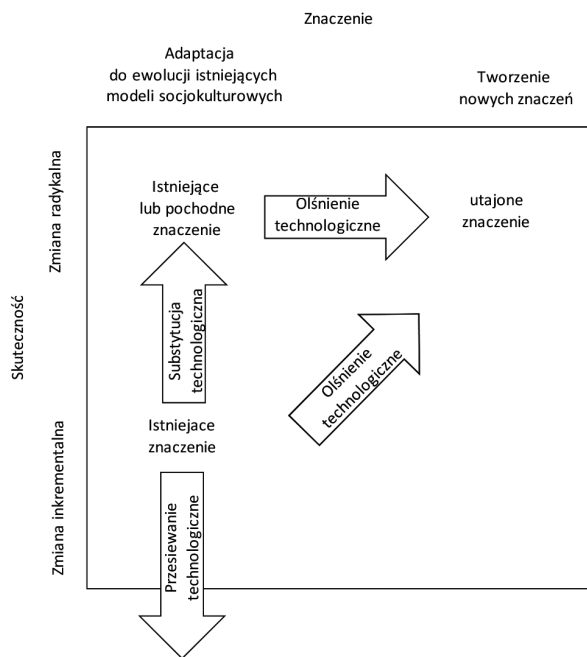 Znaczenie
Adaptacja
do ewolucji istniejących
modeli socjokulturowych
Tworzenie
nowych znaczeń
Skuteczność
Zmiana radykalna
Istniejące
lub pochodne
znaczenie
Olśnienie
technologiczne
utajone
znaczenie
Substytucja
technologiczna
Olśnienie
technologiczne
Zmiana inkrementalna
Istniejace
znaczenie
Przesiewanie
technologiczne